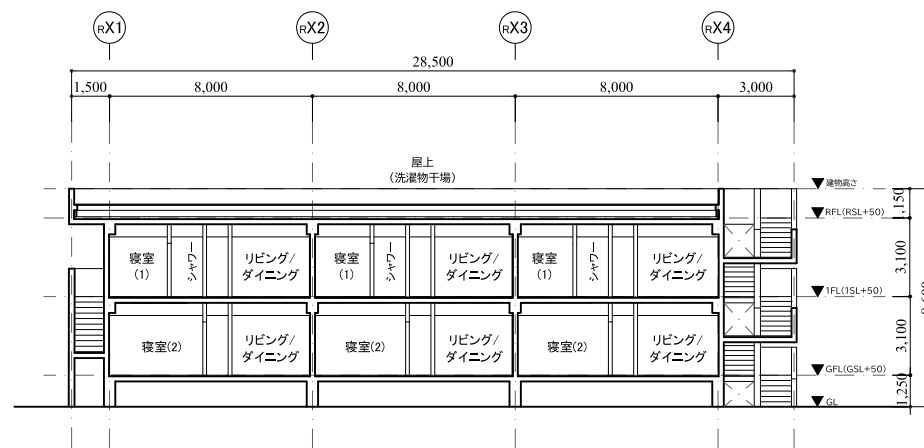 RX1 RX2 RX3 RX4
28,500
1,500 8,000 8,000 8,000 3,000
屋上
(洗濯物干場)
建物高さ
1,150
RFL(RSL+50)
寝室
(1)
シャワー
リビング/
ダイニング
寝室
(1)
シャワー
リビング/
ダイニング
寝室
(1)
シャワー
リビング/
ダイニング
3,100
1FL(1SL+50)
寝室(2)
リビング/
ダイニング
寝室(2)
リビング/
ダイニング
寝室(2)
リビング/
ダイニング
3,100
GFL(GSL+50)
1,250
GL